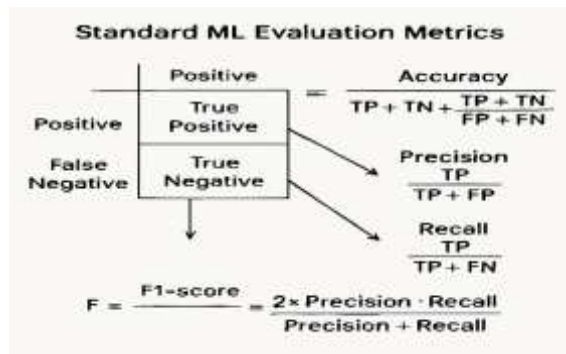 Standard ML Evaluation Metrics
Positive
Positive
True
Positive
False
Negative
True
Negative
=
Accuracy
TP + TN + TP + TN
FP + FN
Precision
TP
TP + FP
Recall
TP
TP + FN
F = F1-score = 2× Precision · Recall
Precision + Recall